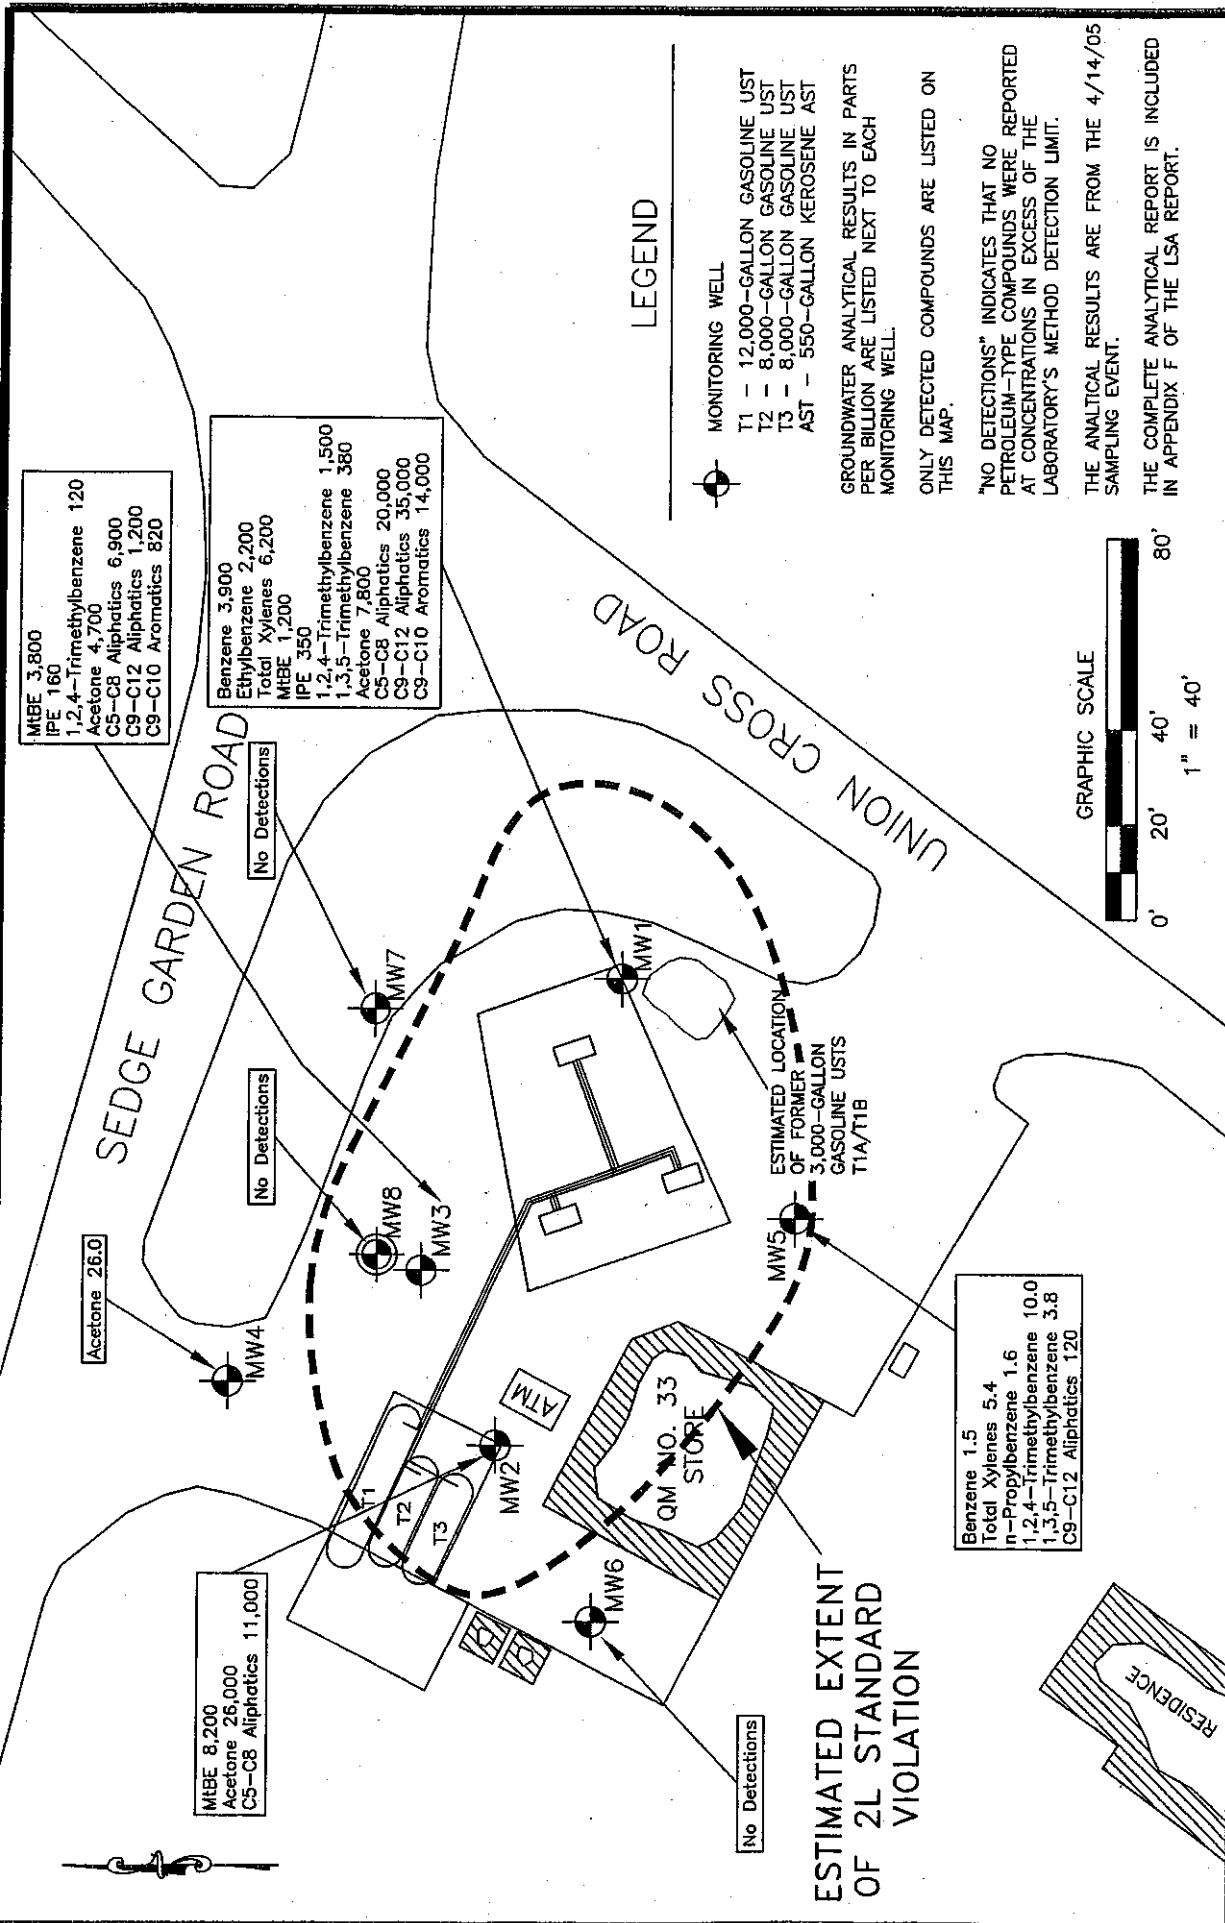 MtBE 8,200
Acetone 26,000
C5-C8 Aliphatics 11,000
Acetone 26.0
MtBE 3,800
IPE 160
1,2,4-Trimethylbenzene 120
Acetone 4,700
C5-C8 Aliphatics 6,900
C9-C12 Aliphatics 1,200
C9-C10 Aromatics 820
SEDGE GARDEN ROAD
No Detections
No Detections
Benzene 3,900
Ethylbenzene 2,200
Total Xylenes 6,200
MtBE 1,200
IPE 350
1,2,4-Trimethylbenzene 1,500
1,3,5-Trimethylbenzene 380
Acetone 7,800
C5-C8 Aliphatics 20,000
C9-C12 Aliphatics 35,000
C9-C10 Aromatics 14,000
MW4
MW8
MW7
MW3
T1
T2
T3
MW2
ATM
MW6
MW1
MW5
QM NO. 33
STORE
ESTIMATED LOCATION
OF FORMER
3,000-GALLON
GASOLINE USTS
T1A/T1B
UNION CROSS ROAD
No Detections
ESTIMATED EXTENT
OF 2L STANDARD
VIOLATION
Benzene 1.5
Total Xylenes 5.4
n-Propylbenzene 1.6
1,2,4-Trimethylbenzene 10.0
1,3,5-Trimethylbenzene 3.8
C9-C12 Aliphatics 120
RESIDENCE
LEGEND
MONITORING WELL
T1 - 12,000-GALLON GASOLINE UST
T2 - 8,000-GALLON GASOLINE UST
T3 - 8,000-GALLON GASOLINE UST
AST - 550-GALLON KEROSENE AST
GROUNDWATER ANALYTICAL RESULTS IN PARTS
PER BILLION ARE LISTED NEXT TO EACH
MONITORING WELL.
ONLY DETECTED COMPOUNDS ARE LISTED ON
THIS MAP.
"NO DETECTIONS" INDICATES THAT NO
PETROLEUM-TYPE COMPOUNDS WERE REPORTED
AT CONCENTRATIONS IN EXCESS OF THE
LABORATORY'S METHOD DETECTION LIMIT.
THE ANALTICAL RESULTS ARE FROM THE 4/14/05
SAMPLING EVENT.
THE COMPLETE ANALYTICAL REPORT IS INCLUDED
IN APPENDIX F OF THE LSA REPORT.
GRAPHIC SCALE
0' 20' 40' 80'
1" = 40'